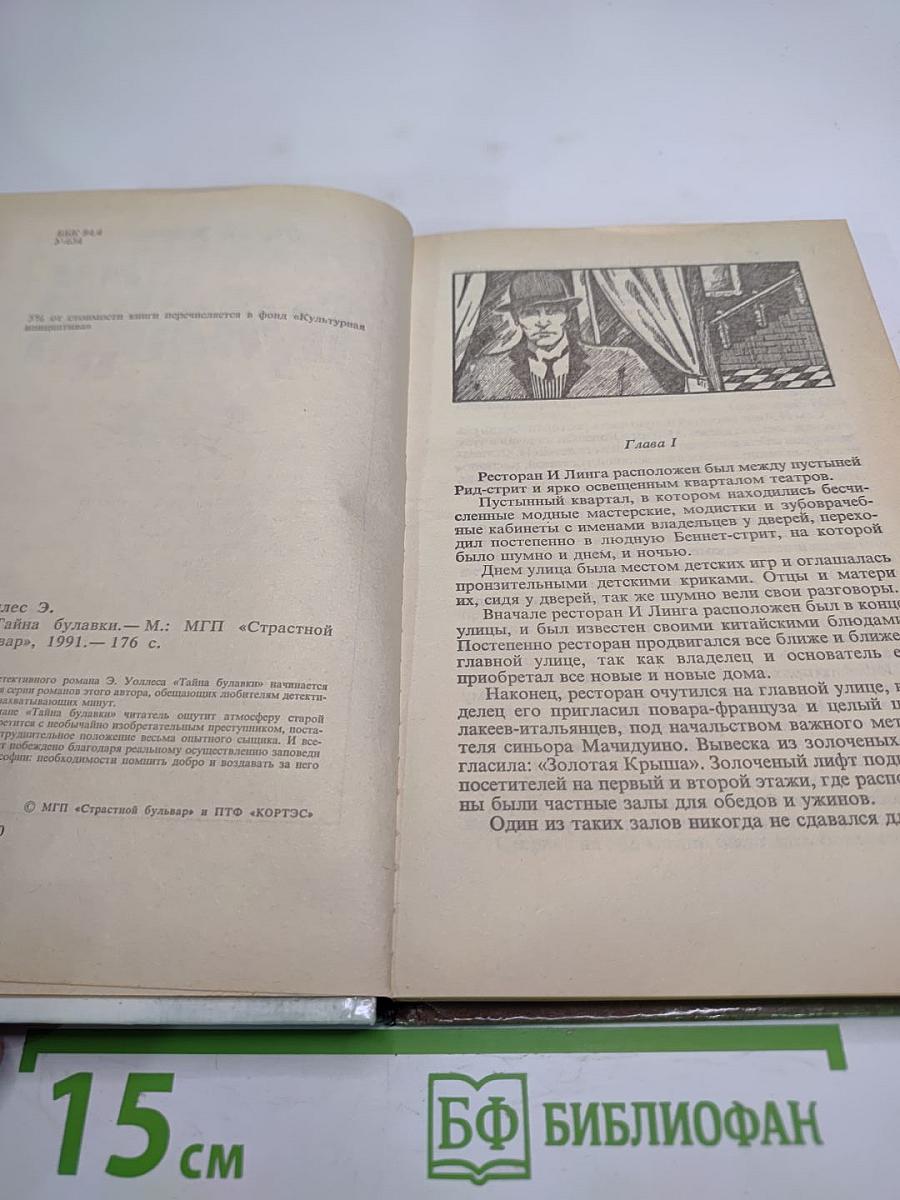 ББК 84.4
У-634
5% от стоимости книги перечисляется в фонд «Культурная
инициатива»
ллес Э.
Тайна булавки.— М.: МГП «Страстной
вар», 1991.— 176 с.
детективного романа Э. Уоллеса «Тайна булавки» начинается
я серии романов этого автора, обещающих любителям детекти-
захватывающих минут.
мане «Тайна булавки» читатель ощутит атмосферу старой
ретится с необычайно изобретательным преступником, поста-
трудительное положение весьма опытного сыщика. И все-
т побеждено благодаря реальному осуществлению заповеди
софии: необходимости помнить добро и воздавать за него
© МГП «Страстной бульвар» и ПТФ «КОРТЭС»
Глава I
Ресторан И Линга расположен был между пустыней
Рид-стрит и ярко освещенным кварталом театров.
Пустынный квартал, в котором находились бесчи-
сленные модные мастерские, модистки и зубоврачеб-
ные кабинеты с именами владельцев у дверей, перехо-
дил постепенно в людную Беннет-стрит, на которой
было шумно и днем, и ночью.
Днем улица была местом детских игр и оглашалась
пронзительными детскими криками. Отцы и матери
их, сидя у дверей, так же шумно вели свои разговоры.
Вначале ресторан И Линга расположен был в конце
улицы, и был известен своими китайскими блюдами
Постепенно ресторан продвигался все ближе и ближе
главной улице, так как владелец и основатель е
приобретал все новые и новые дома.
Наконец, ресторан очутился на главной улице,
делец его пригласил повара-француза и целый ш
лакеев-итальянцев, под начальством важного мет
теля синьора Мачидуино. Вывеска из золоченых
гласила: «Золотая Крыша». Золоченый лифт подн
посетителей на первый и второй этажи, где распо
ны были частные залы для обедов и ужинов.
Один из таких залов никогда не сдавался дл
15 см
БФ БИБЛИОФАН